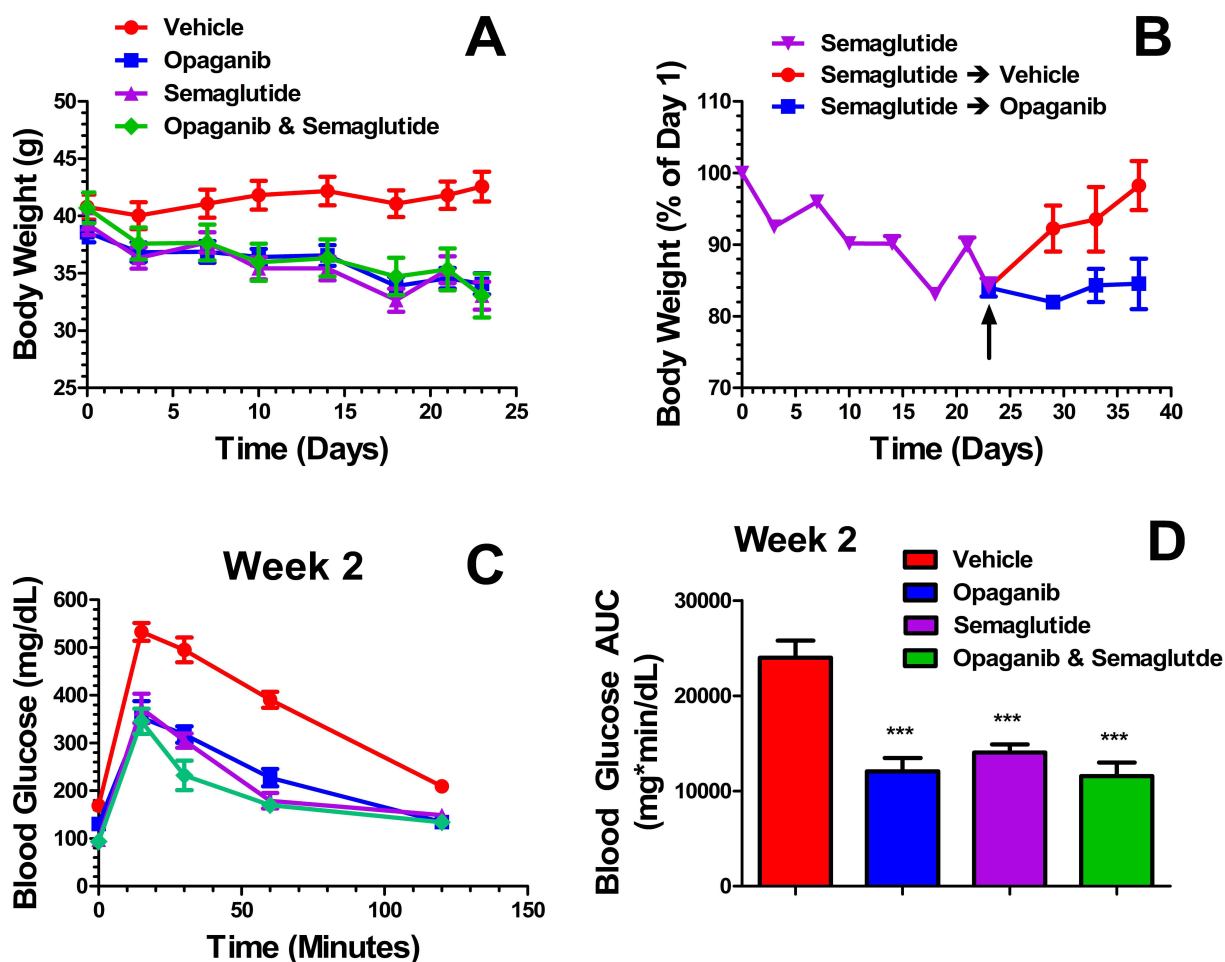 A
Vehicle
Opaganib
Semaglutide
Opaganib & Semaglutide
50
45
40
35
30
25
0
5
10
15
20
25
Body Weight (g)
Time (Days)
B
Semaglutide
Semaglutide ➔ Vehicle
Semaglutide ➔ Opaganib
110
100
90
80
70
0
5
10
15
20
25
30
35
40
Body Weight (% of Day 1)
Time (Days)
Week 2
C
600
500
400
300
200
100
0
0
50
100
150
Blood Glucose (mg/dL)
Time (Minutes)
Week 2
D
Vehicle
Opaganib
Semaglutide
Opaganib & Semaglutde
30000
20000
10000
0
***
***
***
Blood Glucose AUC
(mg*min/dL)